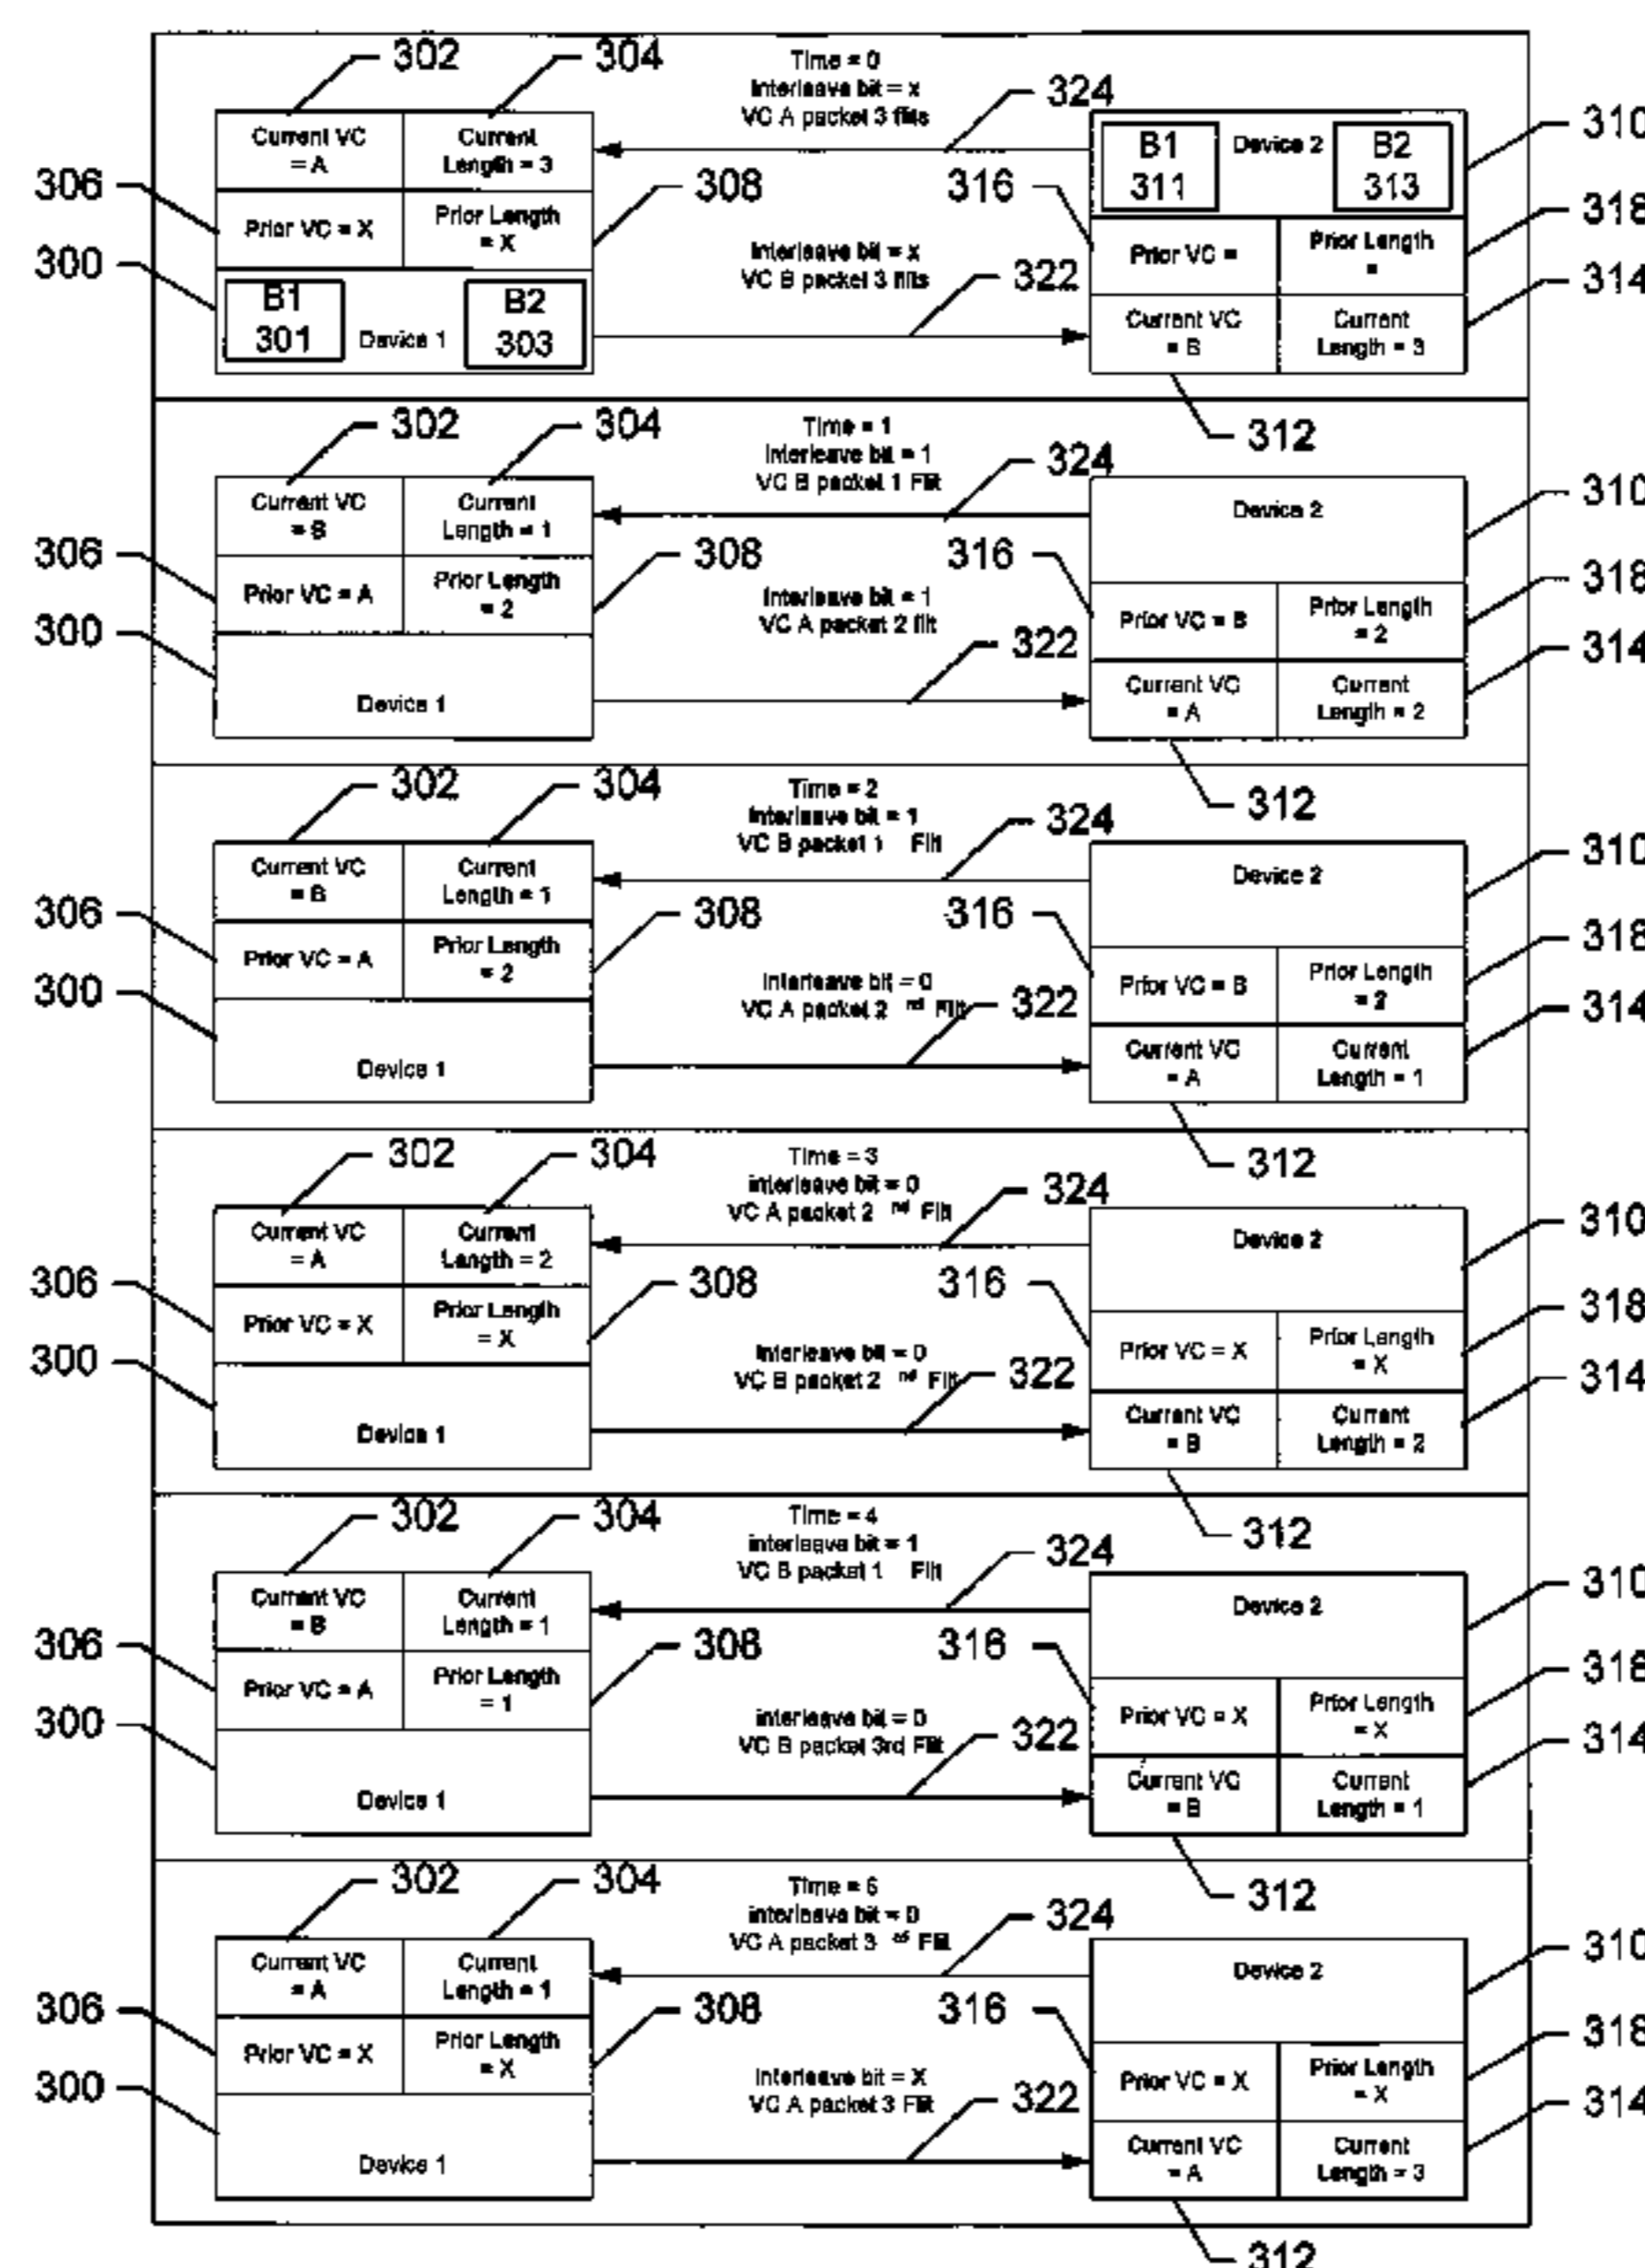 302
304
Time = 0
Interleave bit = x
VC A packet 3 flits
324
310
Current VC
= A
Current
Length = 3
B1
311
Device 2
B2
313
306
308
316
318
Prior VC = X
Prior Length
= X
Prior VC =
Prior Length
=
300
Interleave bit = x
VC B packet 3 flits
322
314
B1
301
Device 1
B2
303
Current VC
= B
Current
Length = 3
312
302
304
Time = 1
Interleave bit = 1
VC B packet 1 Flit
324
310
Current VC
= B
Current
Length = 1
Device 2
306
308
316
318
Prior VC = A
Prior Length
= 2
Interleave bit = 1
VC A packet 2 flit
Prior VC = B
Prior Length
= 2
300
322
314
Device 1
Current VC
= A
Current
Length = 2
312
302
304
Time = 2
Interleave bit = 1
VC B packet 1 Flit
324
310
Current VC
= B
Current
Length = 1
Device 2
306
308
316
318
Prior VC = A
Prior Length
= 2
Interleave bit = 0
VC A packet 2 nd Flit
Prior VC = B
Prior Length
= 2
300
322
314
Device 1
Current VC
= A
Current
Length = 1
312
302
304
Time = 3
interleave bit = 0
VC A packet 2 nd Flit
324
310
Current VC
= A
Current
Length = 2
Device 2
306
308
316
318
Prior VC = X
Prior Length
= X
Interleave bit = 0
VC B packet 2 nd Flit
Prior VC = X
Prior Length
= X
300
322
314
Device 1
Current VC
= B
Current
Length = 2
312
302
304
Time = 4
interleave bit = 1
VC B packet 1 Flit
324
310
Current VC
= B
Current
Length = 1
Device 2
306
308
316
318
Prior VC = A
Prior Length
= 1
interleave bit = 0
VC B packet 3rd Flit
Prior VC = X
Prior Length
= X
300
322
314
Device 1
Current VC
= B
Current
Length = 1
312
302
304
Time =
interleave bit = 0
VC A packet 3 Flit
324
310
Current VC
= A
Current
Length = 1
Device 2
306
308
316
318
Prior VC = X
Prior Length
= X
Interleave bit = X
VC A packet 3 Flit
Prior VC = X
Prior Length
= X
300
322
314
Device 1
Current VC
= A
Current
Length = 3
312